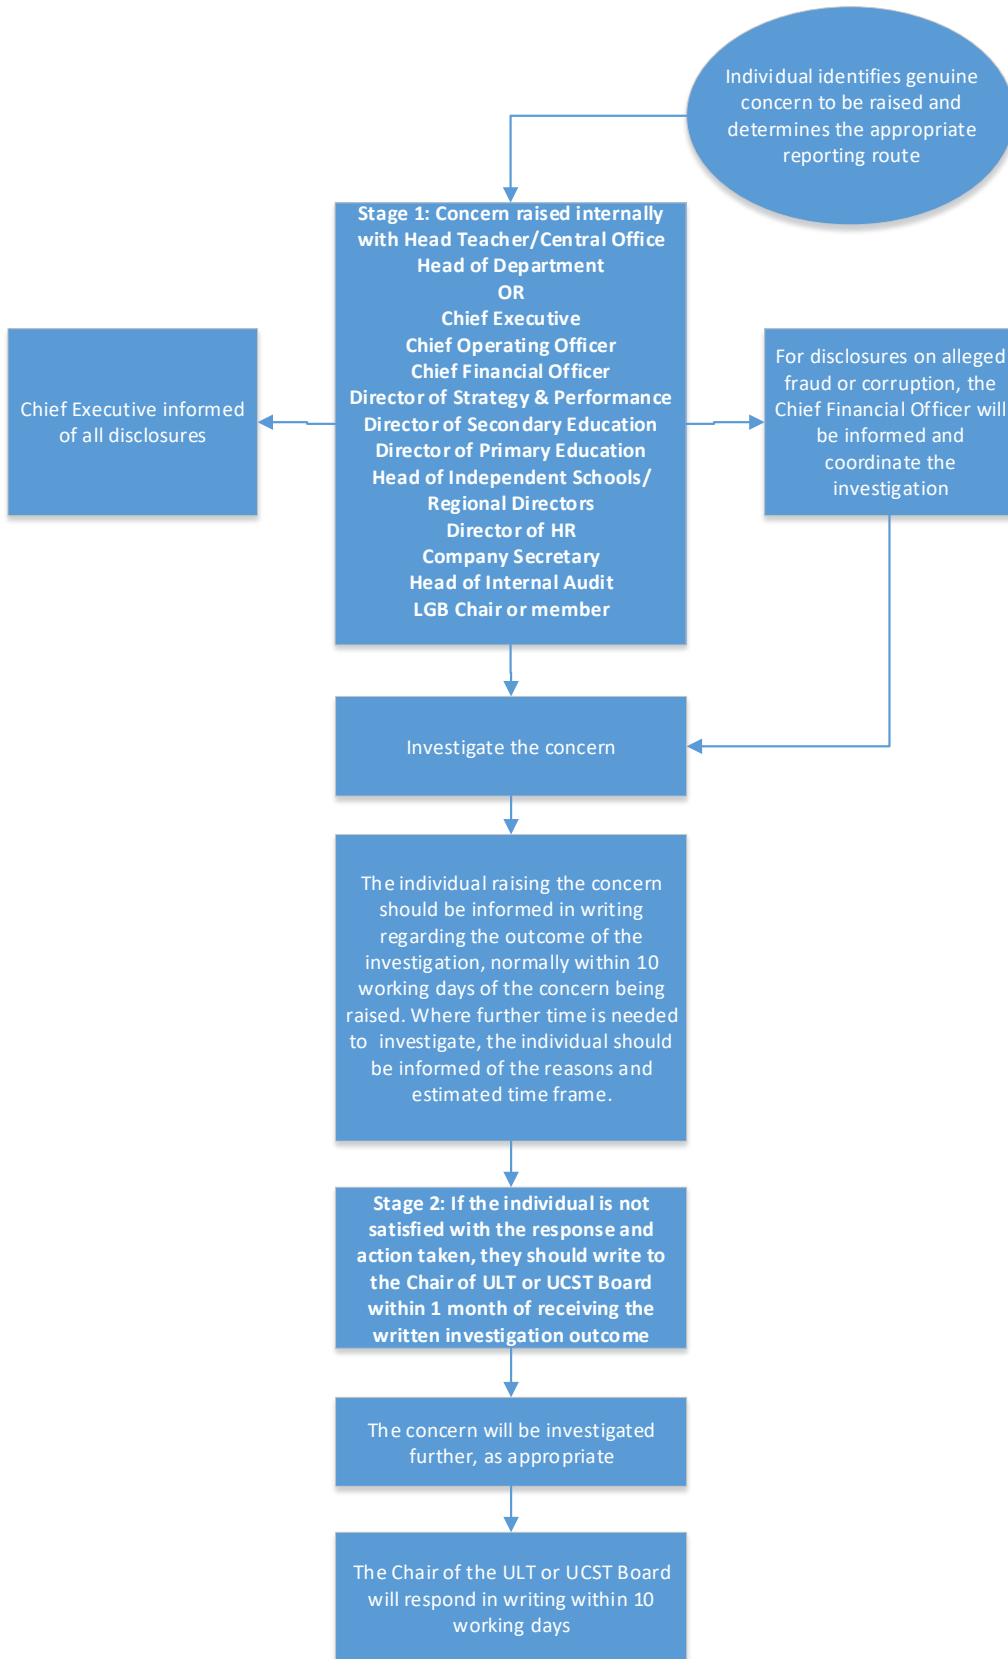 Individual identifies genuine
concern to be raised and
determines the appropriate
reporting route
Stage 1: Concern raised internally
with Head Teacher/Central Office
Head of Department
OR
Chief Executive
Chief Operating Officer
Chief Financial Officer
Director of Strategy & Performance
Director of Secondary Education
Director of Primary Education
Head of Independent Schools/
Regional Directors
Director of HR
Company Secretary
Head of Internal Audit
LGB Chair or member
Chief Executive informed
of all disclosures
For disclosures on alleged
fraud or corruption, the
Chief Financial Officer will
be informed and
coordinate the
investigation
Investigate the concern
The individual raising the concern
should be informed in writing
regarding the outcome of the
investigation, normally within 10
working days of the concern being
raised. Where further time is needed
to investigate, the individual should
be informed of the reasons and
estimated time frame.
Stage 2: If the individual is not
satisfied with the response and
action taken, they should write to
the Chair of ULT or UCST Board
within 1 month of receiving the
written investigation outcome
The concern will be investigated
further, as appropriate
The Chair of the ULT or UCST Board
will respond in writing within 10
working days